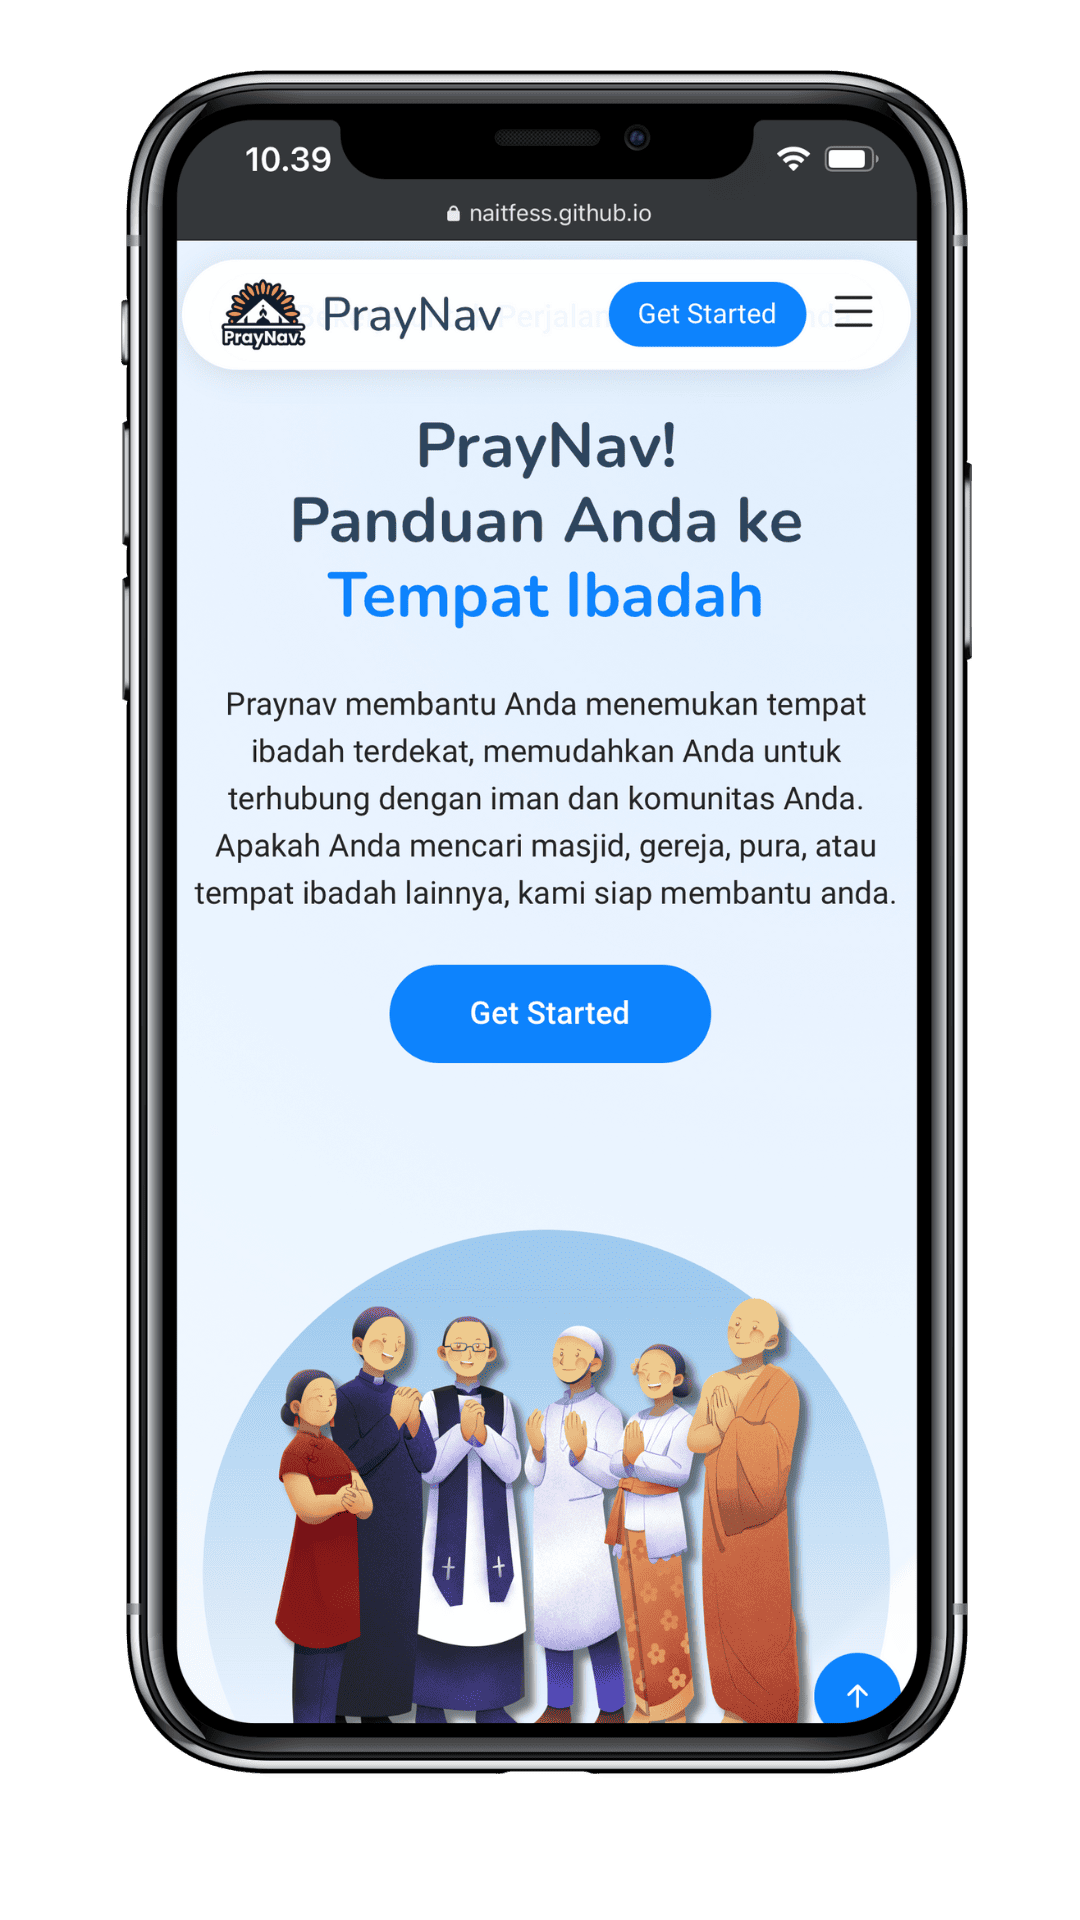 10.39
naitfess.github.io
PrayNav.
PrayNav
Get Started
PrayNav!
Panduan Anda ke
Tempat Ibadah
Praynav membantu Anda menemukan tempat
ibadah terdekat, memudahkan Anda untuk
terhubung dengan iman dan komunitas Anda.
Apakah Anda mencari masjid, gereja, pura, atau
tempat ibadah lainnya, kami siap membantu anda.
Get Started